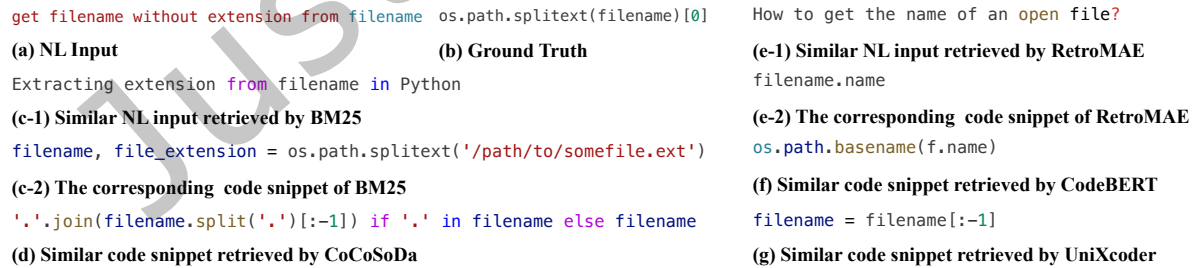 get filename without extension from filename
os.path.splitext(filename)[0]
(a) NL Input
(b) Ground Truth
Extracting extension from filename in Python
(c-1) Similar NL input retrieved by BM25
filename, file_extension = os.path.splitext('/path/to/somefile.ext')
(c-2) The corresponding code snippet of BM25
'.'.join(filename.split('.')[:-1]) if '.' in filename else filename
(d) Similar code snippet retrieved by CoCoSoDa
How to get the name of an open file?
(e-1) Similar NL input retrieved by RetroMAE
filename.name
(e-2) The corresponding code snippet of RetroMAE
os.path.basename(f.name)
(f) Similar code snippet retrieved by CodeBERT
filename = filename[:-1]
(g) Similar code snippet retrieved by UniXcoder
Jus